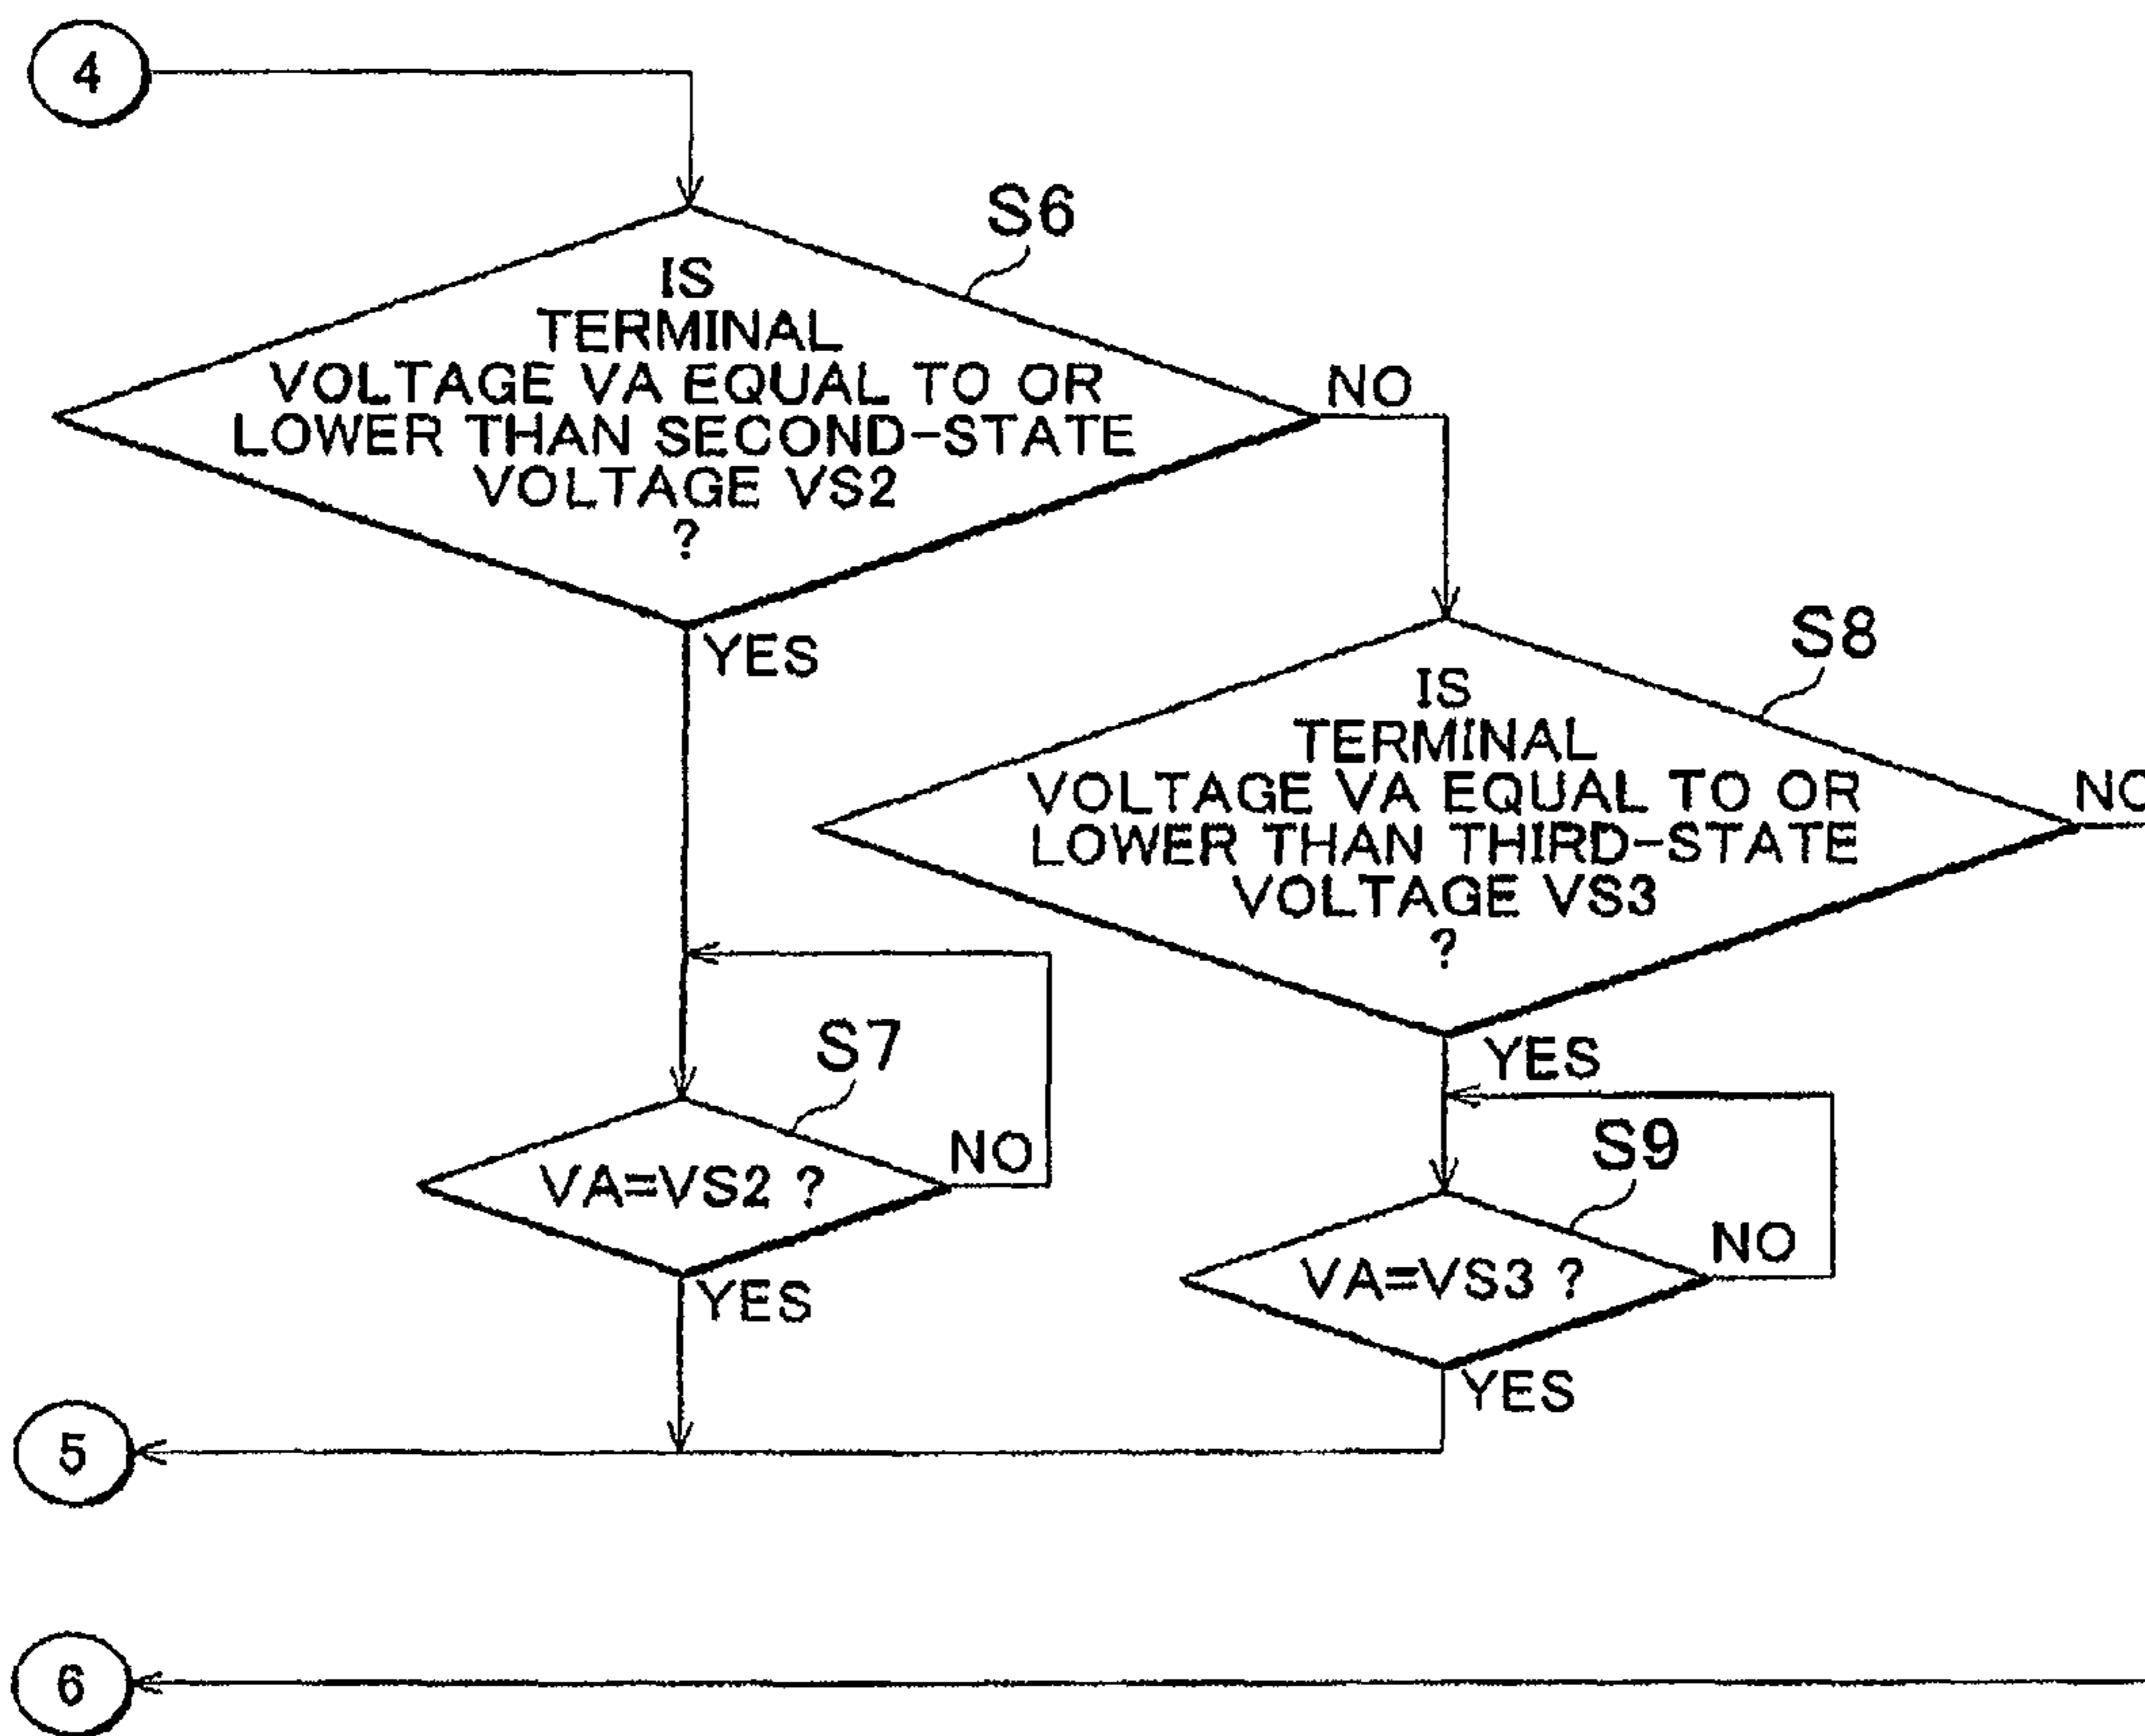 4
S6
IS
TERMINAL
VOLTAGE VA EQUAL TO OR
LOWER THAN SECOND-STATE
VOLTAGE VS2
?
NO
YES
S8
IS
TERMINAL
VOLTAGE VA EQUAL TO OR
LOWER THAN THIRD-STATE
VOLTAGE VS3
?
NO
YES
S7
VA=VS2 ?
NO
YES
S9
VA=VS3 ?
NO
YES
5
6